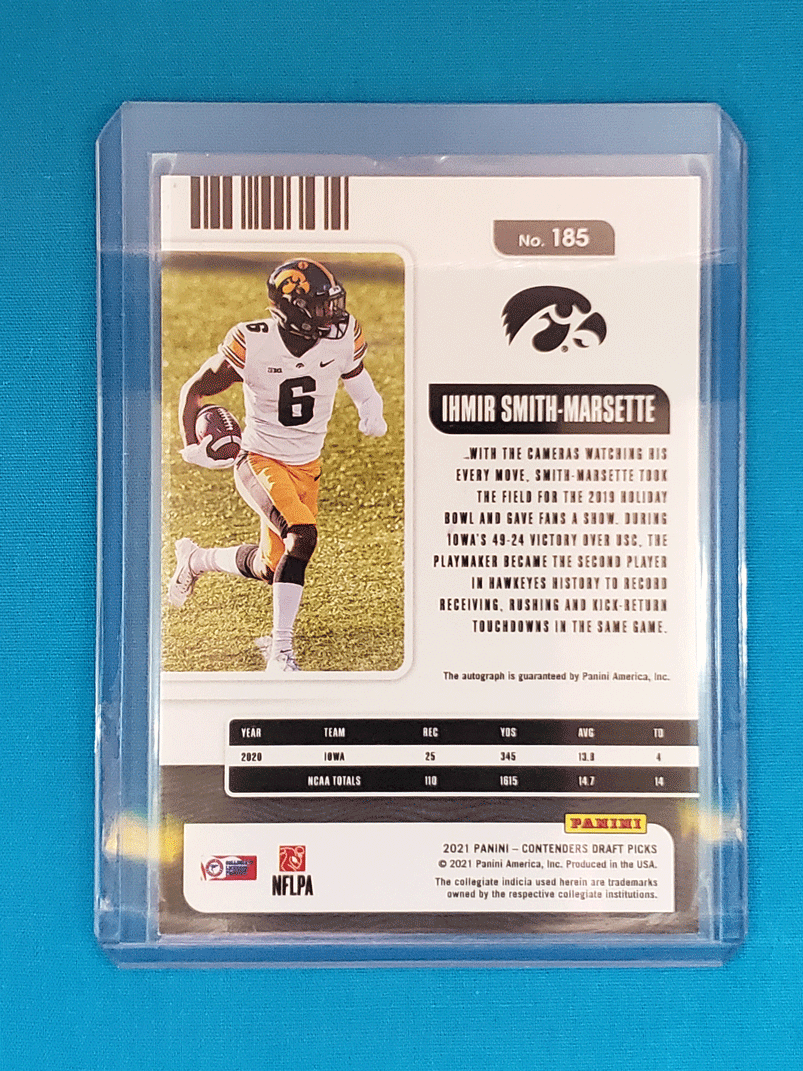 No. 185
6
IHMIR SMITH-MARSETTE
...WITH THE CAMERAS WATCHING HIS
EVERY MOVE, SMITH-MARSETTE TOOK
THE FIELD FOR THE 2019 HOLIDAY
BOWL AND GAVE FANS A SHOW. DURING
IOWA'S 49-24 VICTORY OVER USC, THE
PLAYMAKER BECAME THE SECOND PLAYER
IN HAWKEYES HISTORY TO RECORD
RECEIVING, RUSHING AND KICK-RETURN
TOUCHDOWNS IN THE SAME GAME.
The autograph is guaranteed by Panini America, Inc.
YEAR TEAM REC YDS AVG TD
2020 IOWA 25 345 13.8 4
NCAA TOTALS 110 1615 14.7 14
PANINI
2021 PANINI – CONTENDERS DRAFT PICKS
© 2021 Panini America, Inc. Produced in the USA.
The collegiate indicia used herein are trademarks
owned by the respective collegiate institutions.
NFLPA